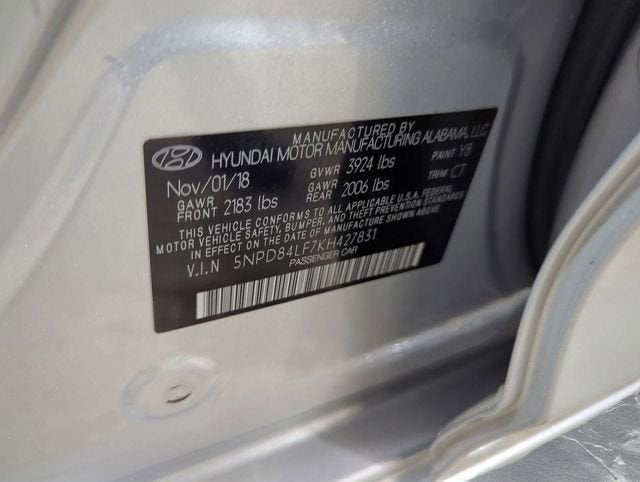 MANUFACTURED BY
HYUNDAI MOTOR MANUFACTURING ALABAMA, LLC
Nov/01/18 GVWR 3924 lbs PAINT Y8
GAWR FRONT 2183 lbs GAWR REAR 2006 lbs TRIM CT
THIS VEHICLE CONFORMS TO ALL APPLICABLE U.S. FEDERAL
MOTOR VEHICLE SAFETY, BUMPER, AND THEFT PREVENTION STANDARDS
IN EFFECT ON THE DATE OF MANUFACTURE SHOWN ABOVE.
V.I.N 5NPD84LF7KH427831
PASSENGER CAR